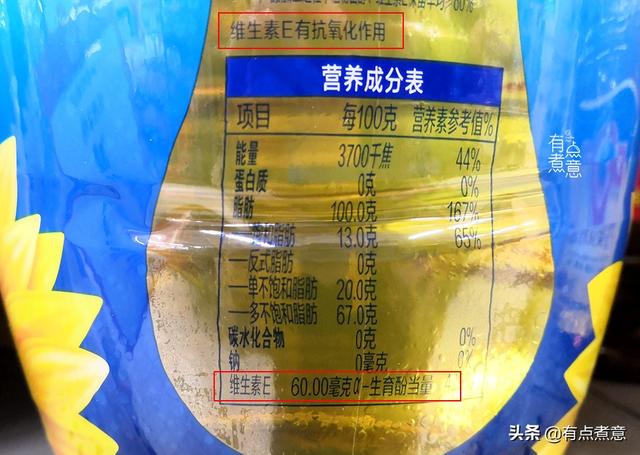 维生素E有抗氧化作用
营养成分表
项目 每100克 营养素参考值%
能量 3700千焦 44%
蛋白质 0克 0%
脂肪 100.0克 167%
脂肪 13.0克 65%
—反式脂肪 0克
—单不饱和脂肪 20.0克
—多不饱和脂肪 67.0克
碳水化合物 0克 0%
钠 0毫克 0%
维生素E 60.00毫克α-生育酚当量
有点煮意
头条 @有点煮意